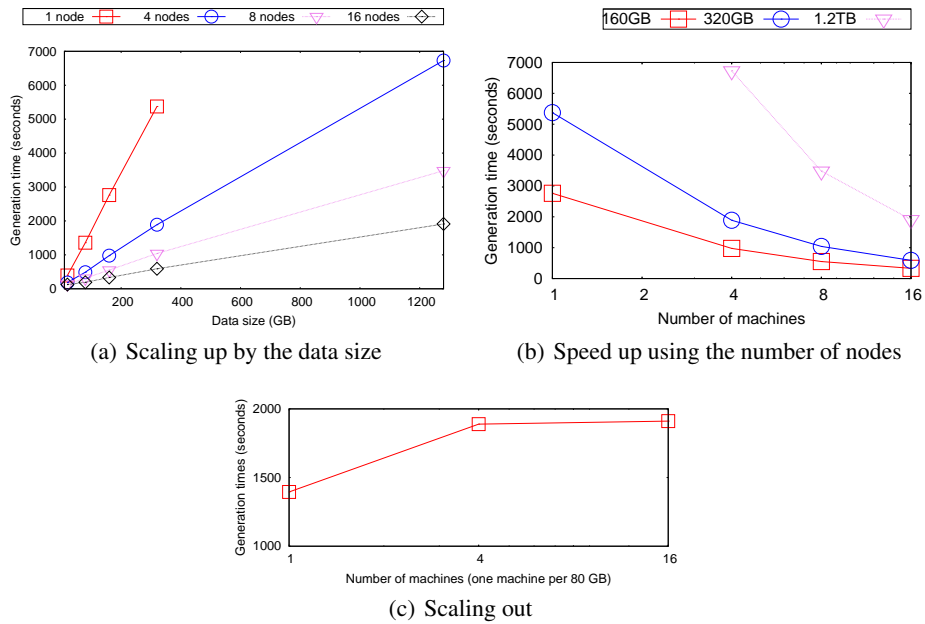 1 node 4 nodes 8 nodes 16 nodes
7000
6000
5000
4000
3000
2000
1000
0
Generation time (seconds)
200 400 600 800 1000 1200
Data size (GB)
(a) Scaling up by the data size
160GB 320GB 1.2TB
7000
6000
5000
4000
3000
2000
1000
0
Generation time (seconds)
1 2 4 8 16
Number of machines
(b) Speed up using the number of nodes
2000
1500
1000
Generation times (seconds)
1 4 16
Number of machines (one machine per 80 GB)
(c) Scaling out